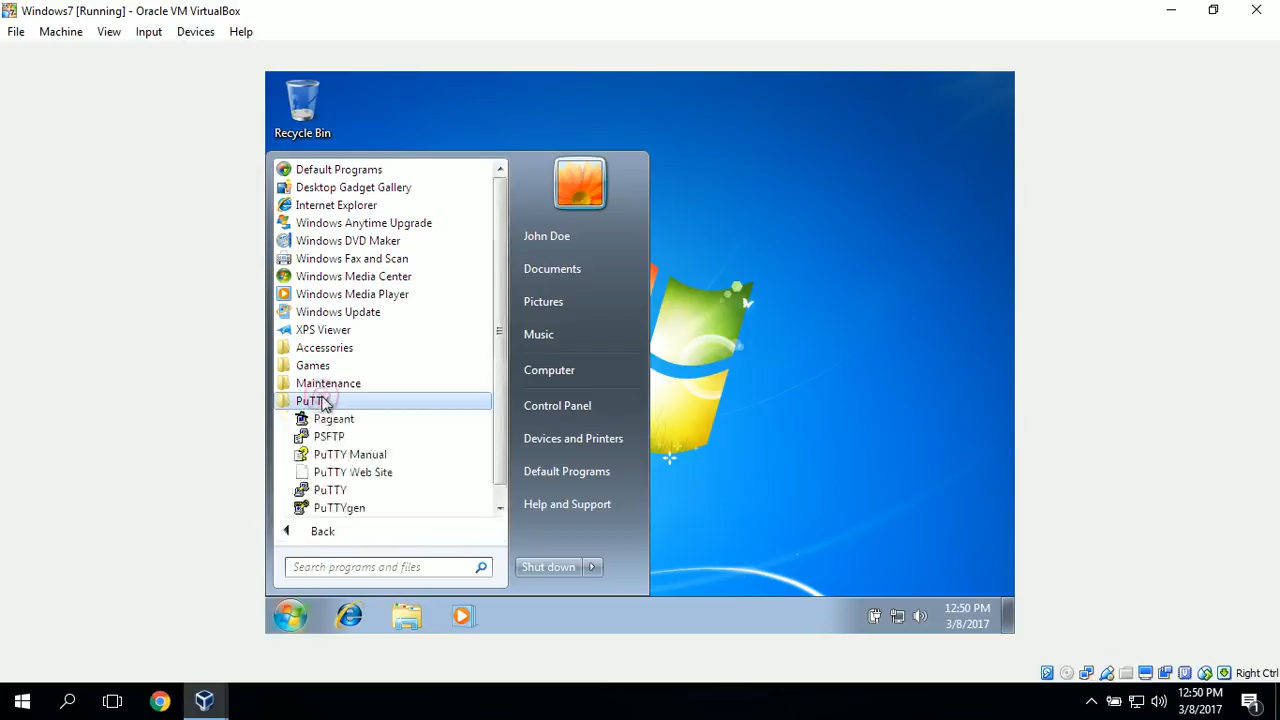 Windows7 [Running] - Oracle VM VirtualBox
File Machine View Input Devices Help
Recycle Bin
Default Programs
Desktop Gadget Gallery
Internet Explorer
Windows Anytime Upgrade
Windows DVD Maker
Windows Fax and Scan
Windows Media Center
Windows Media Player
Windows Update
XPS Viewer
Accessories
Games
Maintenance
PuTTY
Pageant
PSFTP
PuTTY Manual
PuTTY Web Site
PuTTY
PuTTYgen
Back
Search programs and files
John Doe
Documents
Pictures
Music
Computer
Control Panel
Devices and Printers
Default Programs
Help and Support
Shut down
12:50 PM
3/8/2017
Right Ctrl
12:50 PM
3/8/2017
1